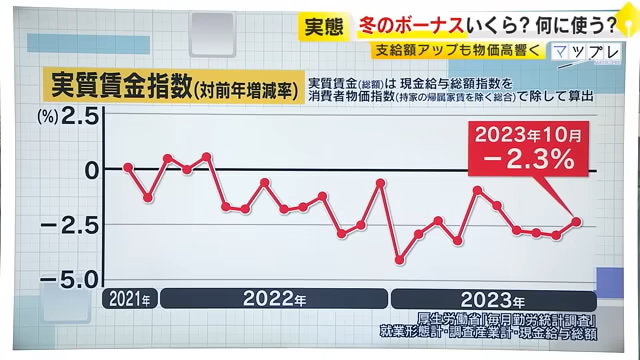 実態
冬のボーナスいくら?何に使う?
支給額アップも物価高響く
マツプレ
実質賃金指数(対前年増減率)
実質賃金(総額)は 現金給与総額指数を
消費者物価指数(持家の帰属家賃を除く総合)で除して算出
(%)
2.5
0
-2.5
-5.0
2023年10月
-2.3%
2021年
2022年
2023年
厚生労働省「毎月勤労統計調査」
就業形態計・調査産業計・現金給与総額